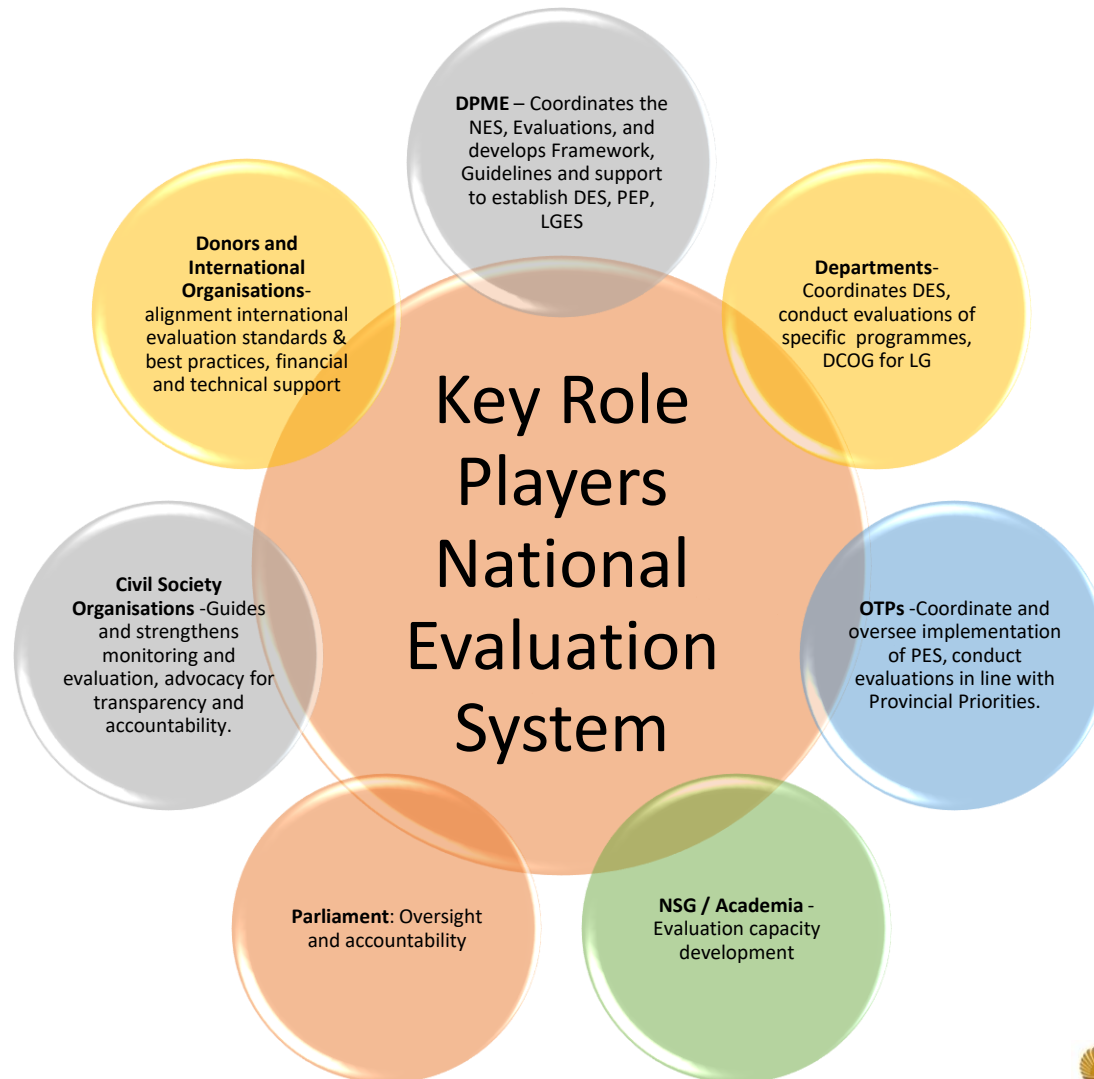 DPME – Coordinates the
NES, Evaluations, and
develops Framework,
Guidelines and support
to establish DES, PEP,
LGES
Donors and
International
Organisations-
alignment international
evaluation standards &
best practices, financial
and technical support
Departments-
Coordinates DES,
conduct evaluations of
specific programmes,
DCOG for LG
Key Role
Players
National
Evaluation
System
Civil Society
Organisations -Guides
and strengthens
monitoring and
evaluation, advocacy for
transparency and
accountability.
OTPs -Coordinate and
oversee implementation
of PES, conduct
evaluations in line with
Provincial Priorities.
Parliament: Oversight
and accountability
NSG / Academia -
Evaluation capacity
development